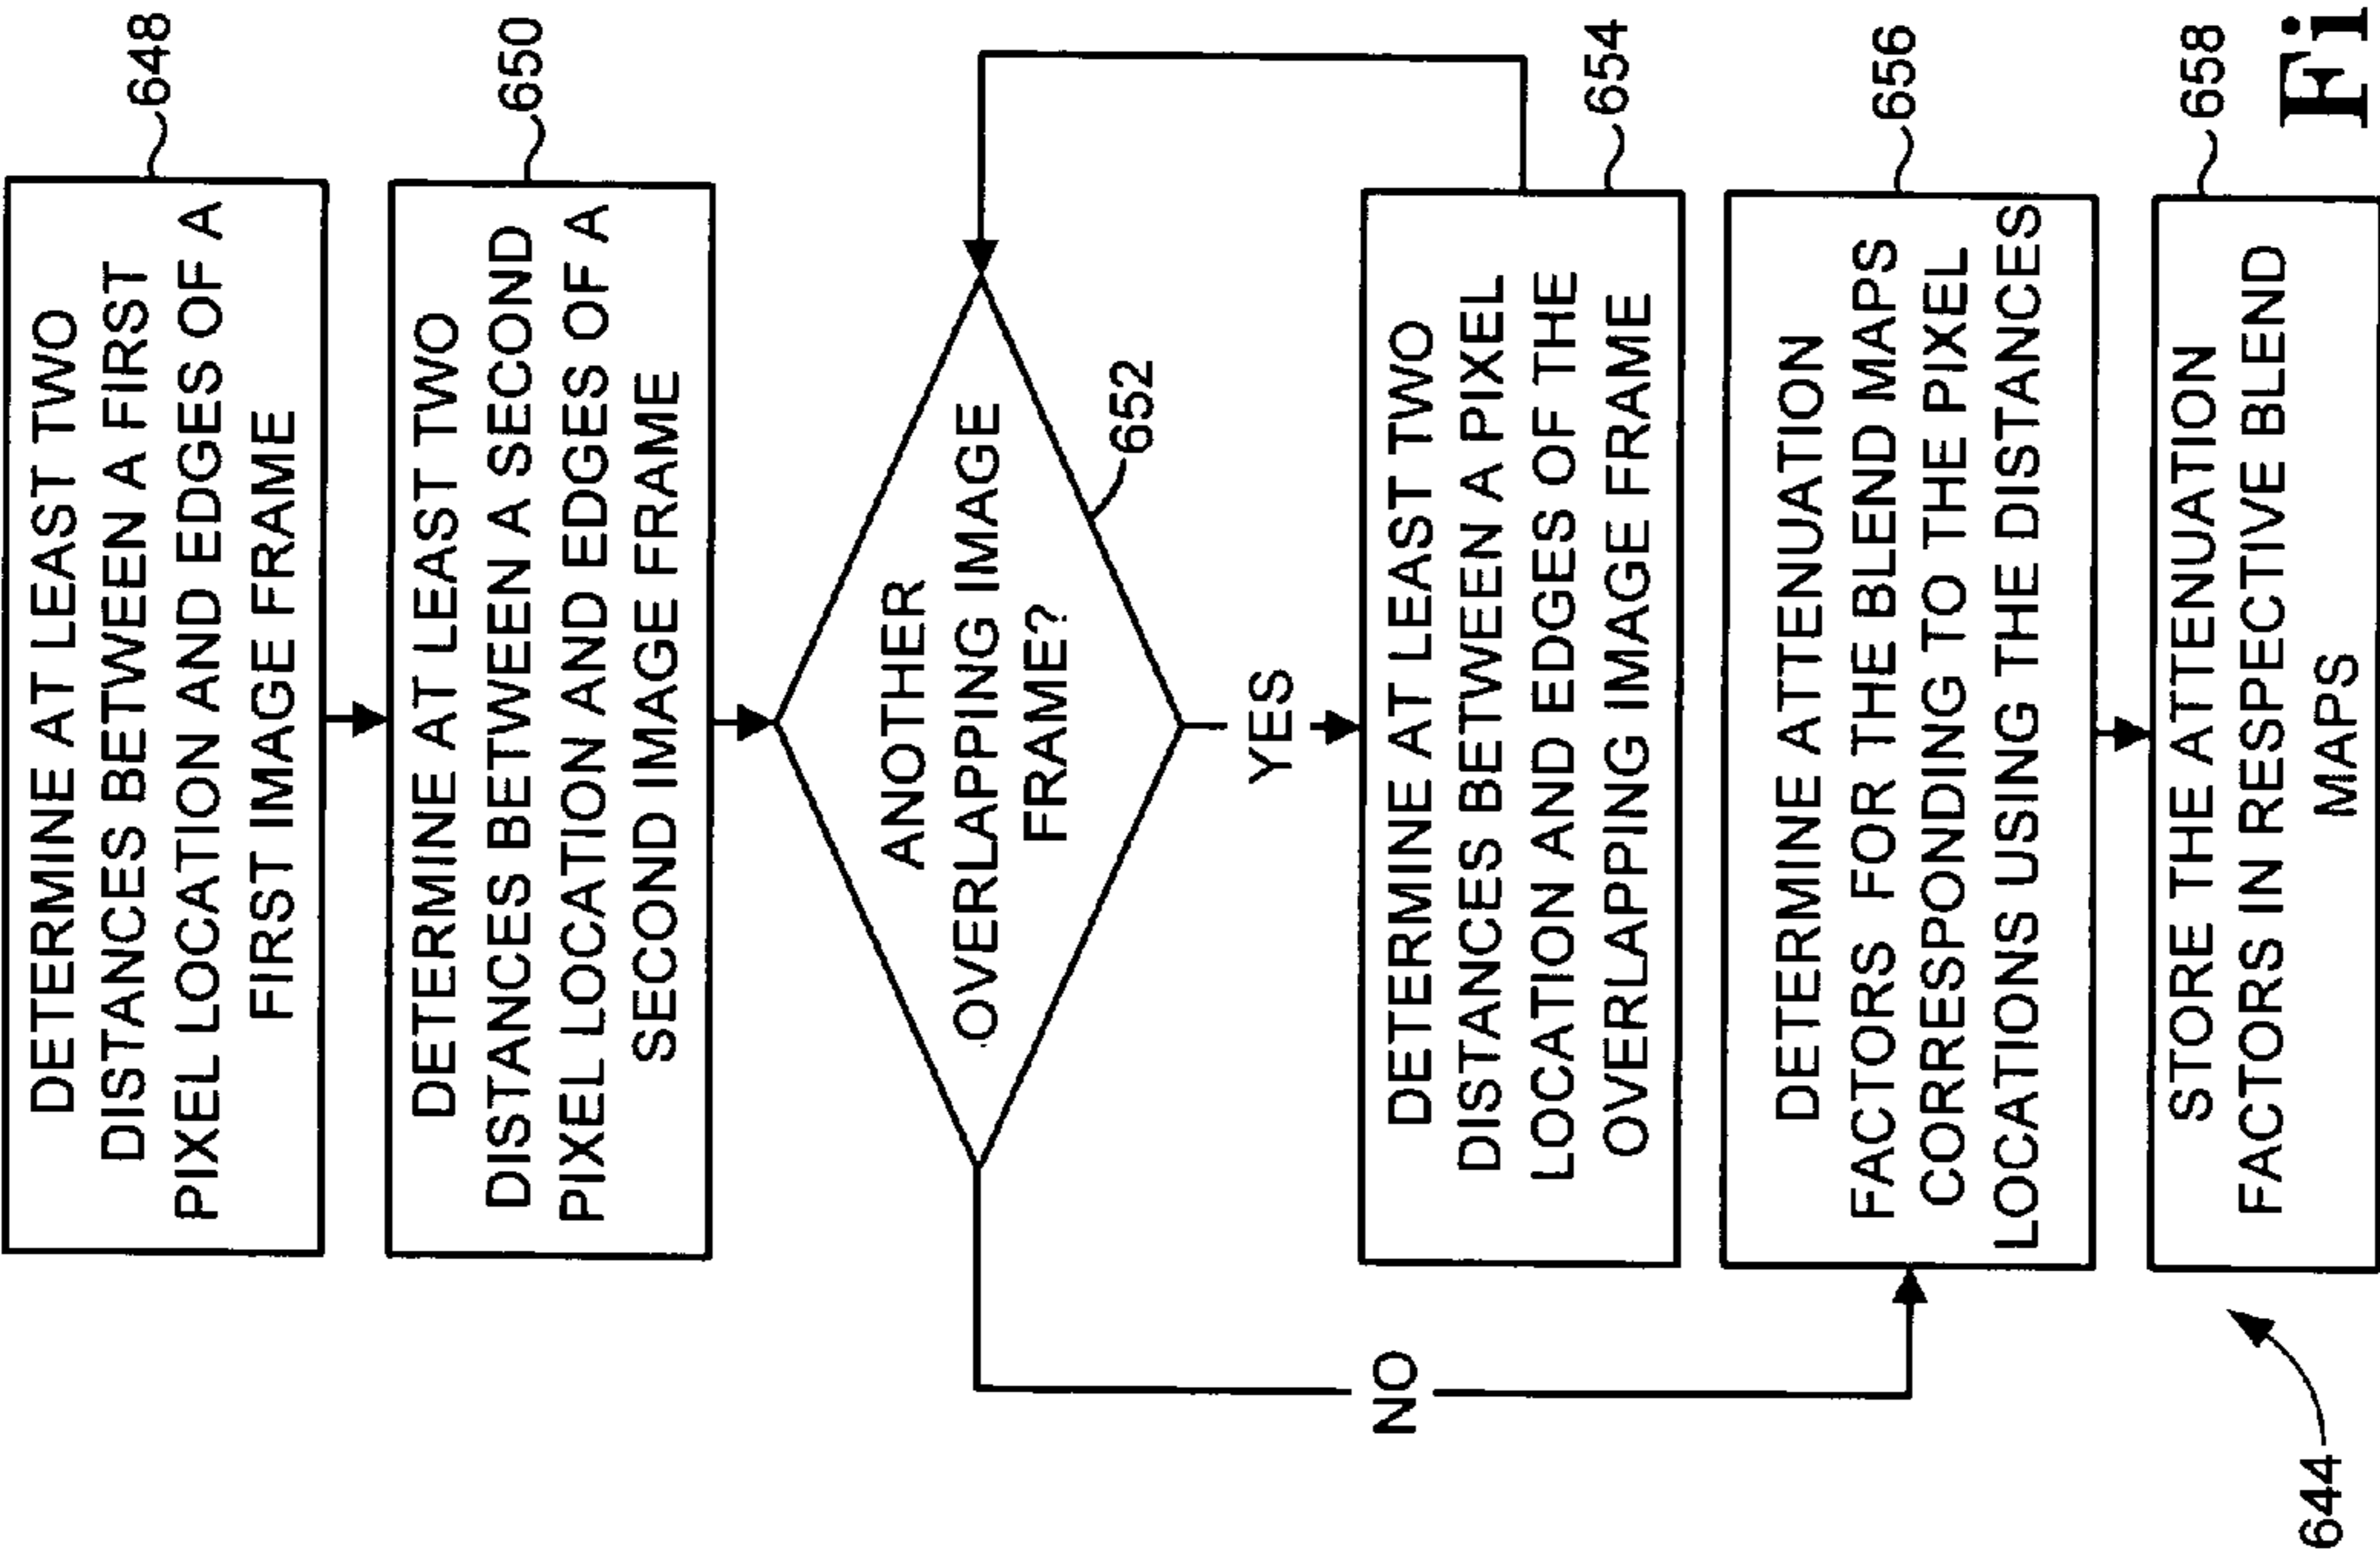 DETERMINE AT LEAST TWO
DISTANCES BETWEEN A FIRST
PIXEL LOCATION AND EDGES OF A
FIRST IMAGE FRAME
648
DETERMINE AT LEAST TWO
DISTANCES BETWEEN A SECOND
PIXEL LOCATION AND EDGES OF A
SECOND IMAGE FRAME
650
ANOTHER
OVERLAPPING IMAGE
FRAME?
652
YES
DETERMINE AT LEAST TWO
DISTANCES BETWEEN A PIXEL
LOCATION AND EDGES OF THE
OVERLAPPING IMAGE FRAME
654
NO
DETERMINE ATTENUATION
FACTORS FOR THE BLEND MAPS
CORRESPONDING TO THE PIXEL
LOCATIONS USING THE DISTANCES
656
STORE THE ATTENUATION
FACTORS IN RESPECTIVE BLEND
MAPS
658
644
Fi